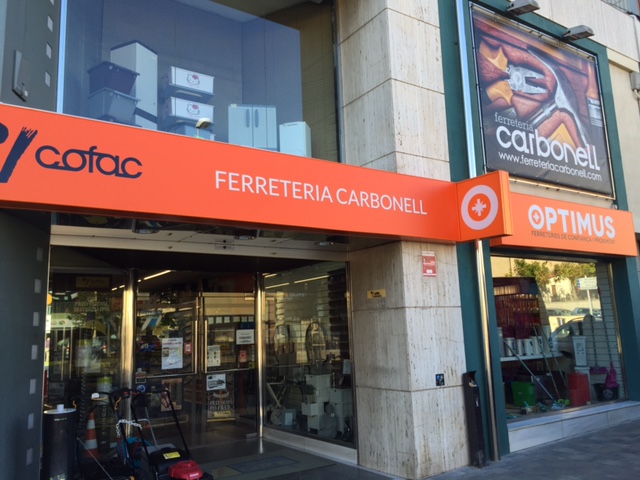 cofac
FERRETERIA CARBONELL
ferreteria
carbonell
www.ferreteriacarbonell.com
OPTIMUS